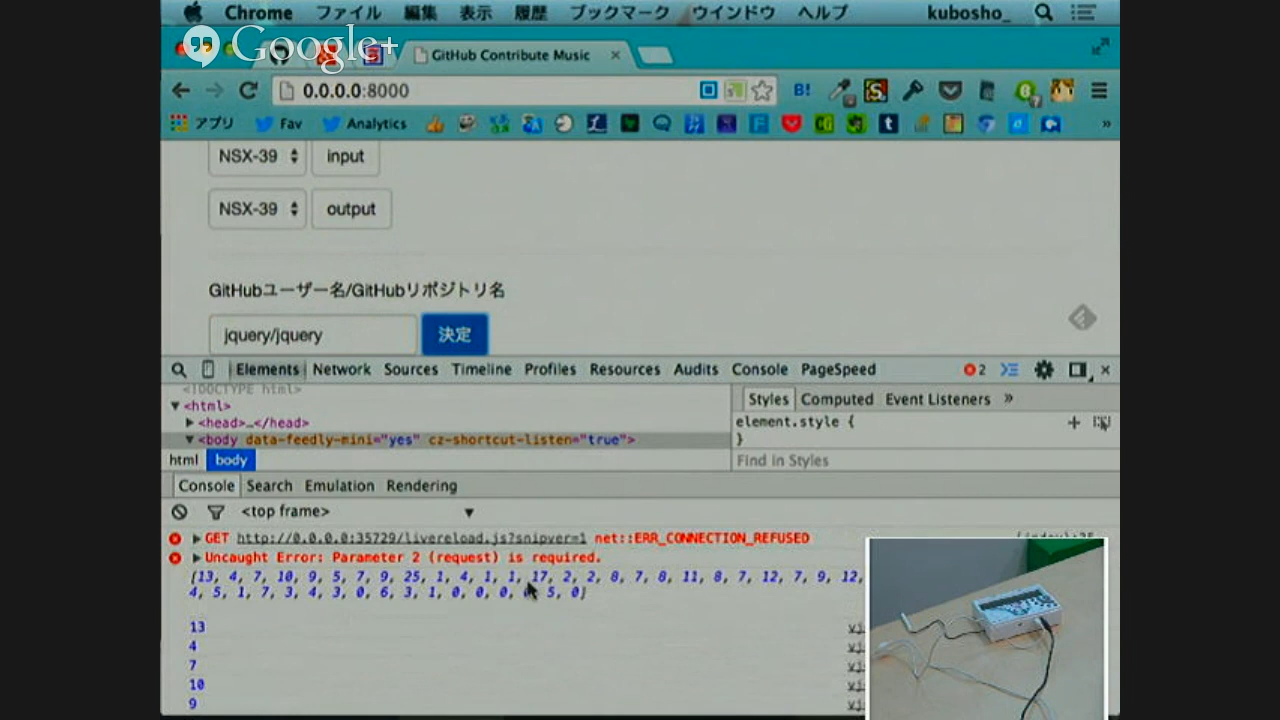 Chrome ファイル 編集 表示 履歴 ブックマーク ウインドウ ヘルプ kubosho_
Google+
GitHub Contribute Music ×
0.0.0.0:8000 B!
アプリ Fav Analytics »
NSX-39 input
NSX-39 output
GitHubユーザー名/GitHubリポジトリ名
jquery/jquery 決定
Elements Network Sources Timeline Profiles Resources Audits Console PageSpeed 2 ×
<!DOCTYPE html>
▼<html>
▶<head>…</head>
▼<body data-feedly-mini="yes" cz-shortcut-listen="true">
html body
Styles Computed Event Listeners »
element.style {
}
Find in Styles
Console Search Emulation Rendering
<top frame> ▼
▶GET http://0.0.0.0:35729/livereload.js?snipver=1 net::ERR_CONNECTION_REFUSED
▶Uncaught Error: Parameter 2 (request) is required.
[13, 4, 7, 10, 9, 5, 7, 9, 25, 1, 4, 1, 1, 17, 2, 2, 8, 7, 8, 11, 8, 7, 12, 7, 9, 12,
4, 5, 1, 7, 3, 4, 3, 0, 6, 3, 1, 0, 0, 0, 0, 5, 0]
13
4
7
10
9